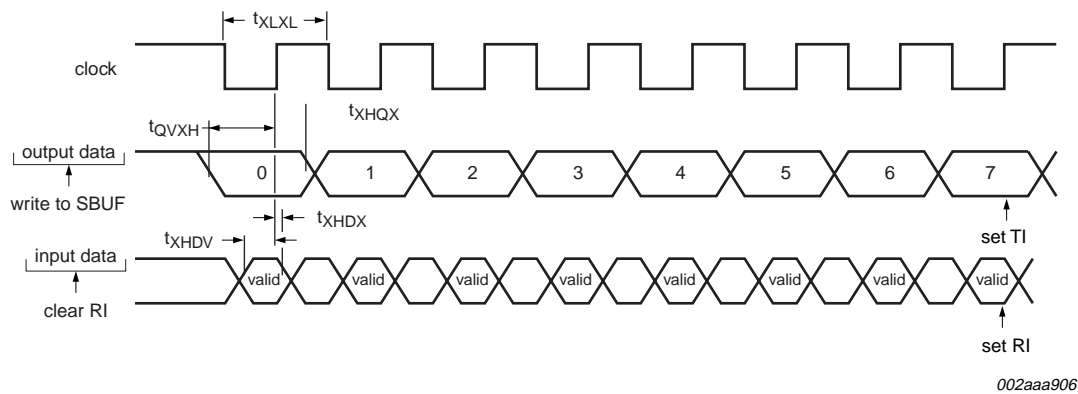 tXLXL
clock
tXHQX
tQVXH
output data
0 1 2 3 4 5 6 7
write to SBUF
tXHDX
set TI
tXHDV
input data
valid valid valid valid valid valid valid valid
clear RI
set RI
002aaa906